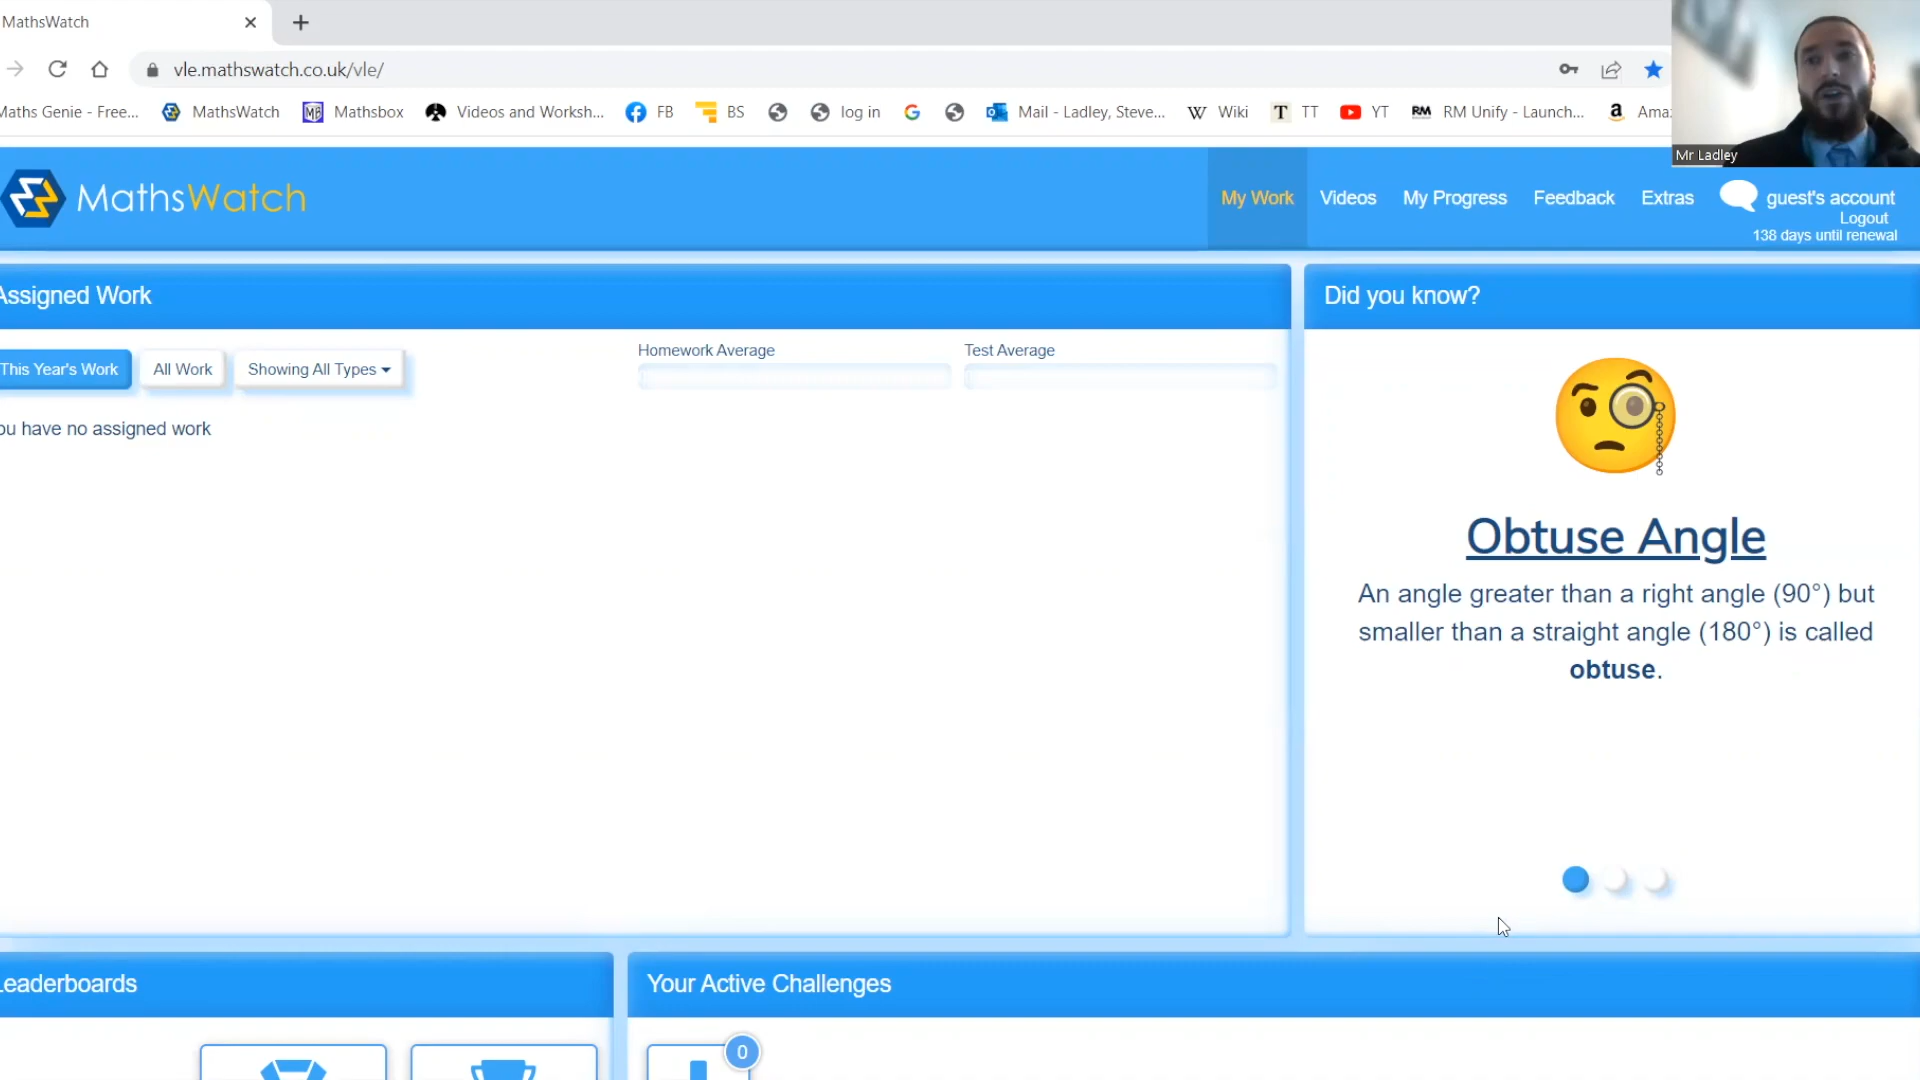 MathsWatch
vle.mathswatch.co.uk/vle/
Maths Genie - Free... MathsWatch Mathsbox Videos and Worksh... FB BS log in Mail - Ladley, Steve... Wiki TT YT RM Unify - Launch... Ama
Mr Ladley
MathsWatch
My Work Videos My Progress Feedback Extras guest's account
Logout
138 days until renewal
Assigned Work
Did you know?
This Year's Work All Work Showing All Types
Homework Average Test Average
ou have no assigned work
Obtuse Angle
An angle greater than a right angle (90°) but
smaller than a straight angle (180°) is called
obtuse.
Leaderboards
Your Active Challenges
0